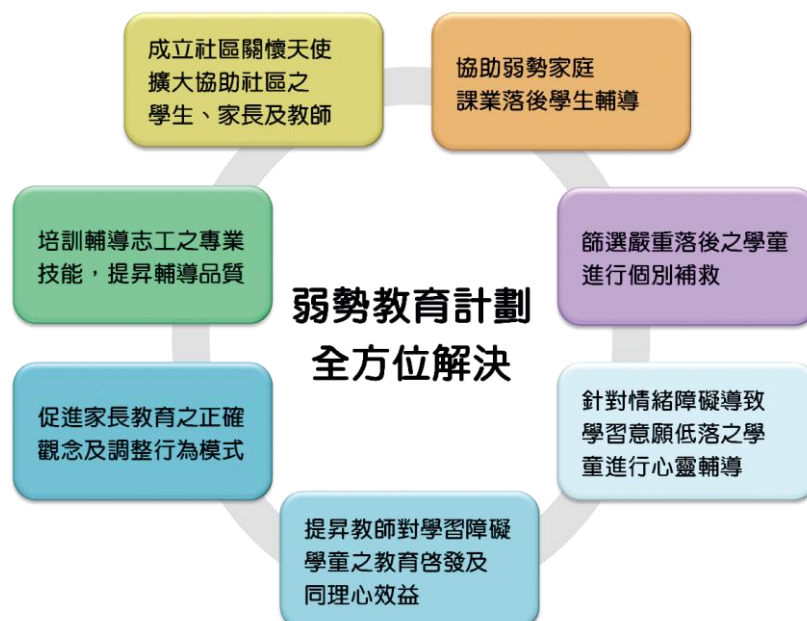 成立社區關懷天使
擴大協助社區之
學生、家長及教師
協助弱勢家庭
課業落後學生輔導
培訓輔導志工之專業
技能，提昇輔導品質
篩選嚴重落後之學童
進行個別補救
弱勢教育計劃
全方位解決
促進家長教育之正確
觀念及調整行為模式
針對情緒障礙導致
學習意願低落之學
童進行心靈輔導
提昇教師對學習障礙
學童之教育啓發及
同理心效益